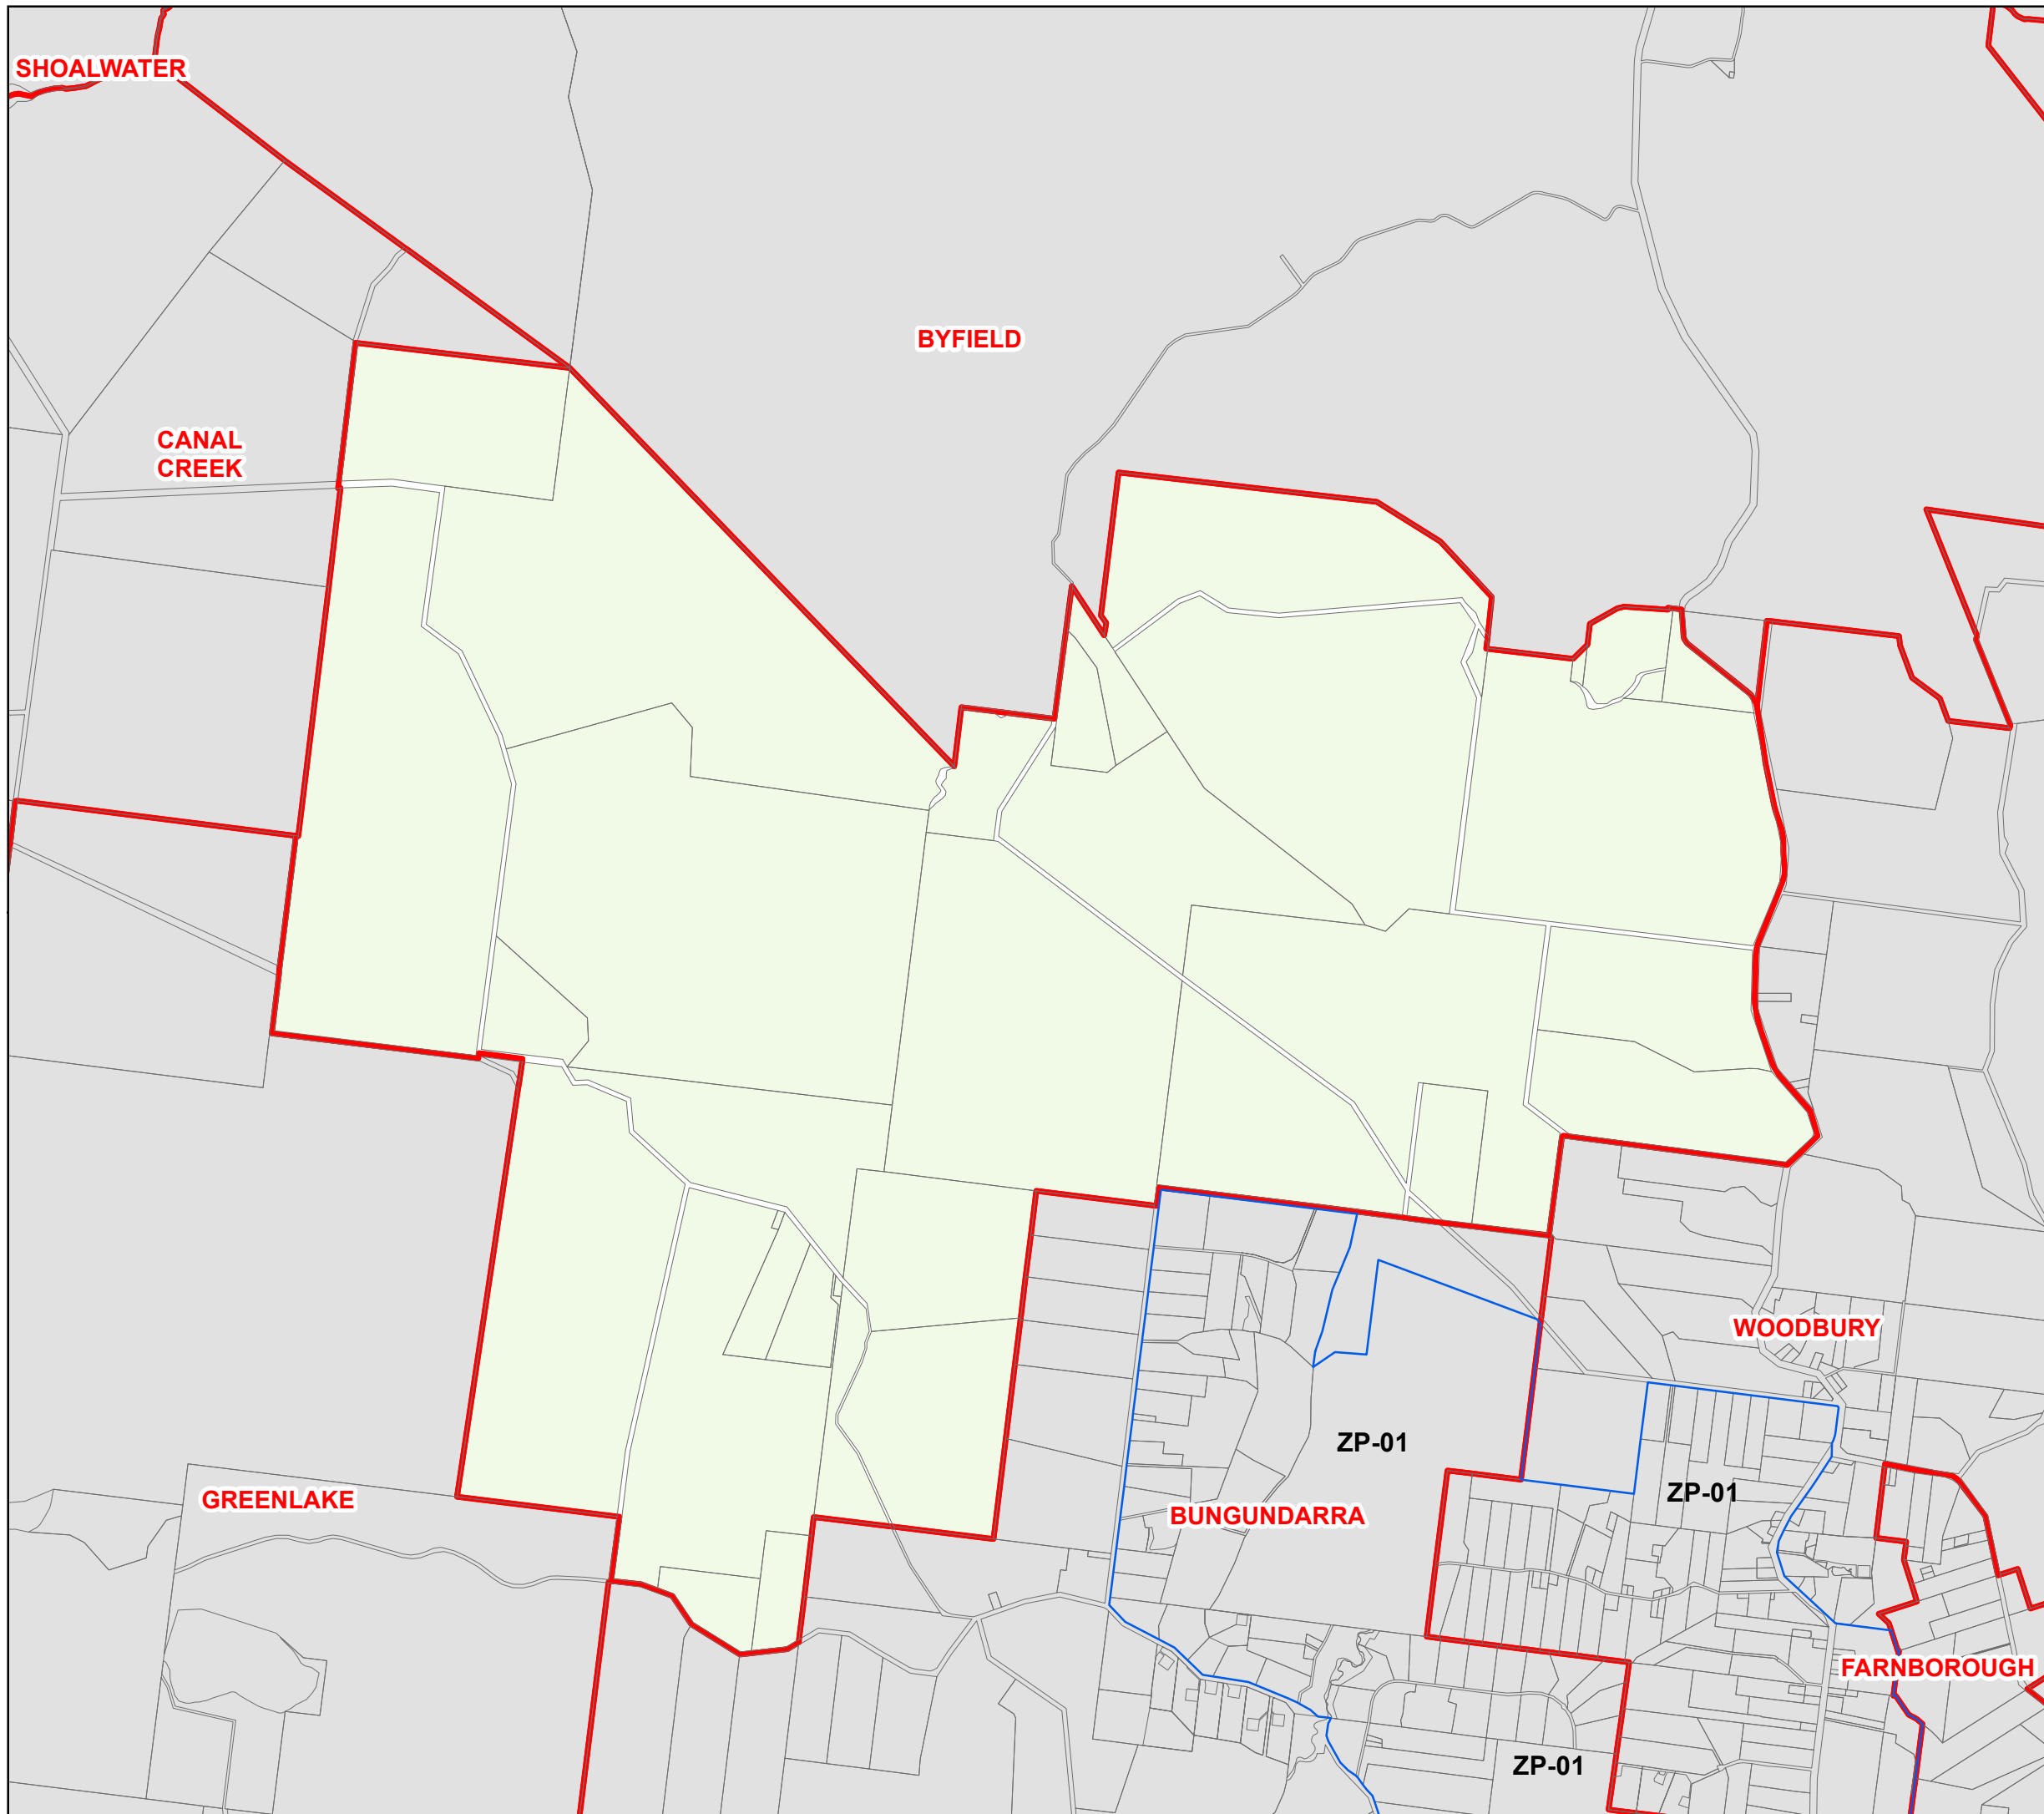 SHOALWATER
BYFIELD
CANAL
CREEK
WOODBURY
ZP-01
ZP-01
GREENLAKE
BUNGUNDARRA
FARNBOROUGH
ZP-01